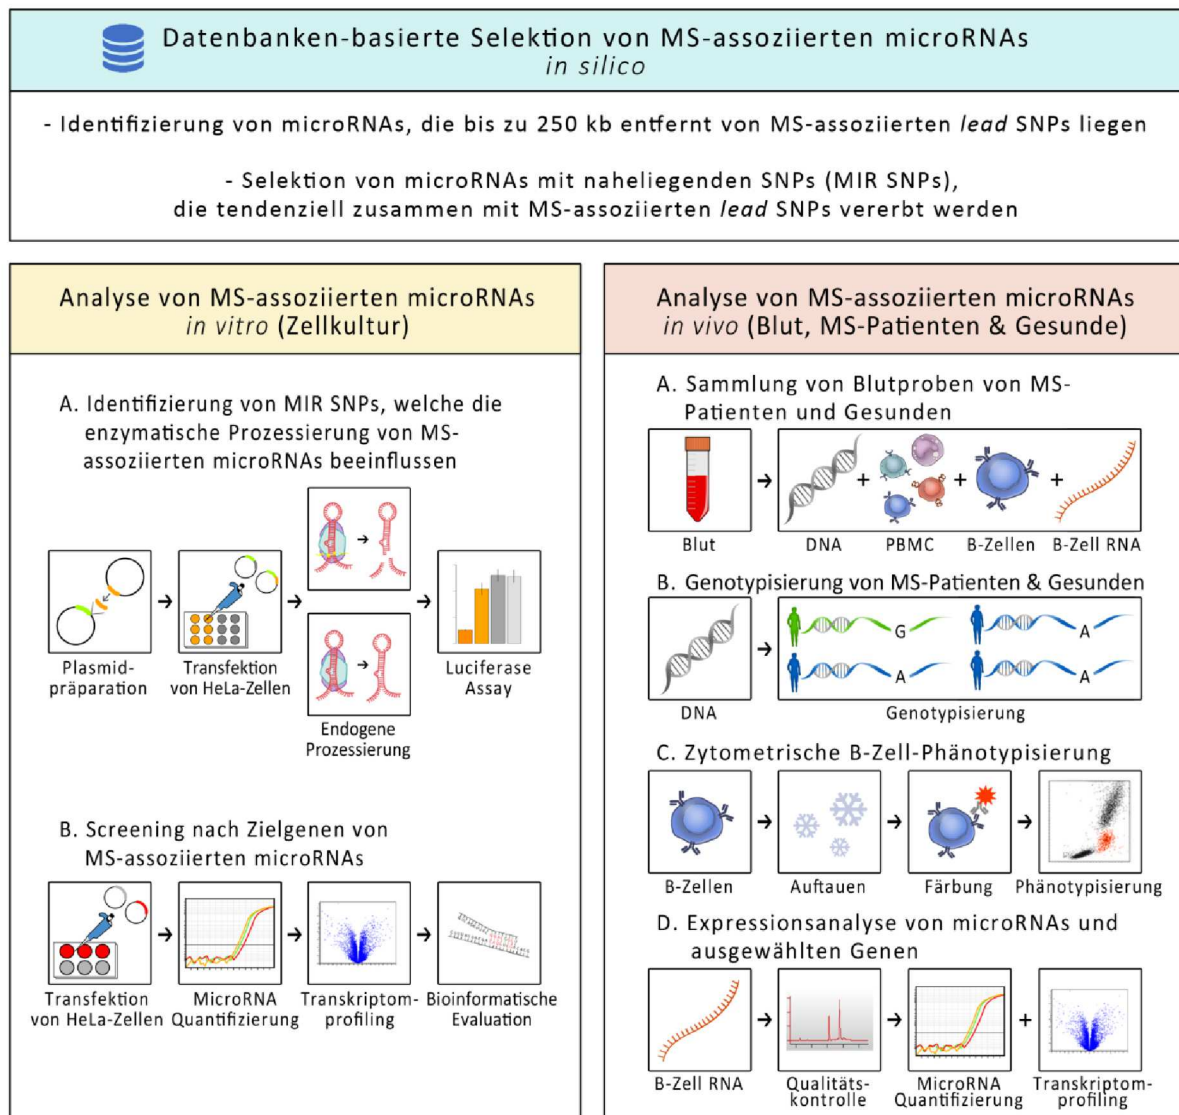 Datenbanken-basierte Selektion von MS-assoziierten microRNAs
in silico
- Identifizierung von microRNAs, die bis zu 250 kb entfernt von MS-assoziierten lead SNPs liegen
- Selektion von microRNAs mit naheliegenden SNPs (MIR SNPs),
die tendenziell zusammen mit MS-assoziierten lead SNPs vererbt werden
Analyse von MS-assoziierten microRNAs
in vitro (Zellkultur)
A. Identifizierung von MIR SNPs, welche die
enzymatische Prozessierung von MS-
assoziierten microRNAs beeinflussen
Plasmid-
präparation
Transfektion
von HeLa-Zellen
Endogene
Prozessierung
Luciferase
Assay
B. Screening nach Zielgenen von
MS-assoziierten microRNAs
Transfektion
von HeLa-Zellen
MicroRNA
Quantifizierung
Transkriptom-
profiling
Bioinformatische
Evaluation
Analyse von MS-assoziierten microRNAs
in vivo (Blut, MS-Patienten & Gesunde)
A. Sammlung von Blutproben von MS-
Patienten und Gesunden
Blut
DNA
PBMC
B-Zellen
B-Zell RNA
B. Genotypisierung von MS-Patienten & Gesunden
G
A
A
A
DNA
Genotypisierung
C. Zytometrische B-Zell-Phänotypisierung
B-Zellen
Auftauen
Färbung
Phänotypisierung
D. Expressionsanalyse von microRNAs und
ausgewählten Genen
B-Zell RNA
Qualitäts-
kontrolle
MicroRNA
Quantifizierung
Transkriptom-
profiling